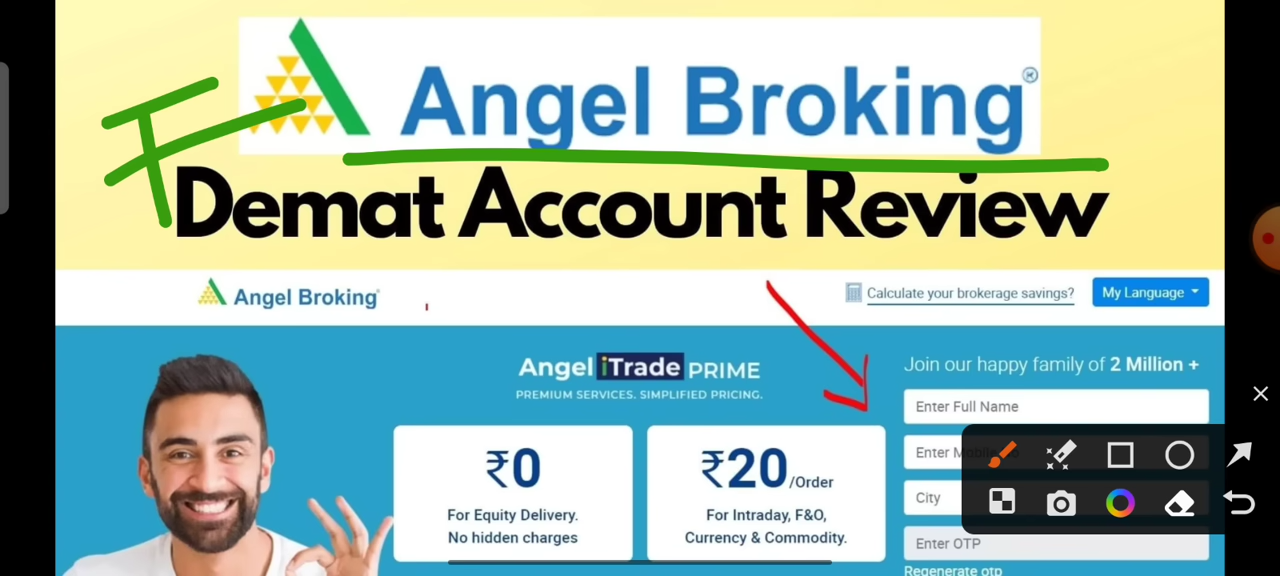 Angel Broking®
F
Demat Account Review
Angel Broking
Calculate your brokerage savings?
My Language
Angel iTrade PRIME
PREMIUM SERVICES. SIMPLIFIED PRICING.
Join our happy family of 2 Million +
Enter Full Name
₹0
For Equity Delivery.
No hidden charges
₹20 /Order
For Intraday, F&O,
Currency & Commodity.
Enter
City
Enter OTP
Regenerate otp